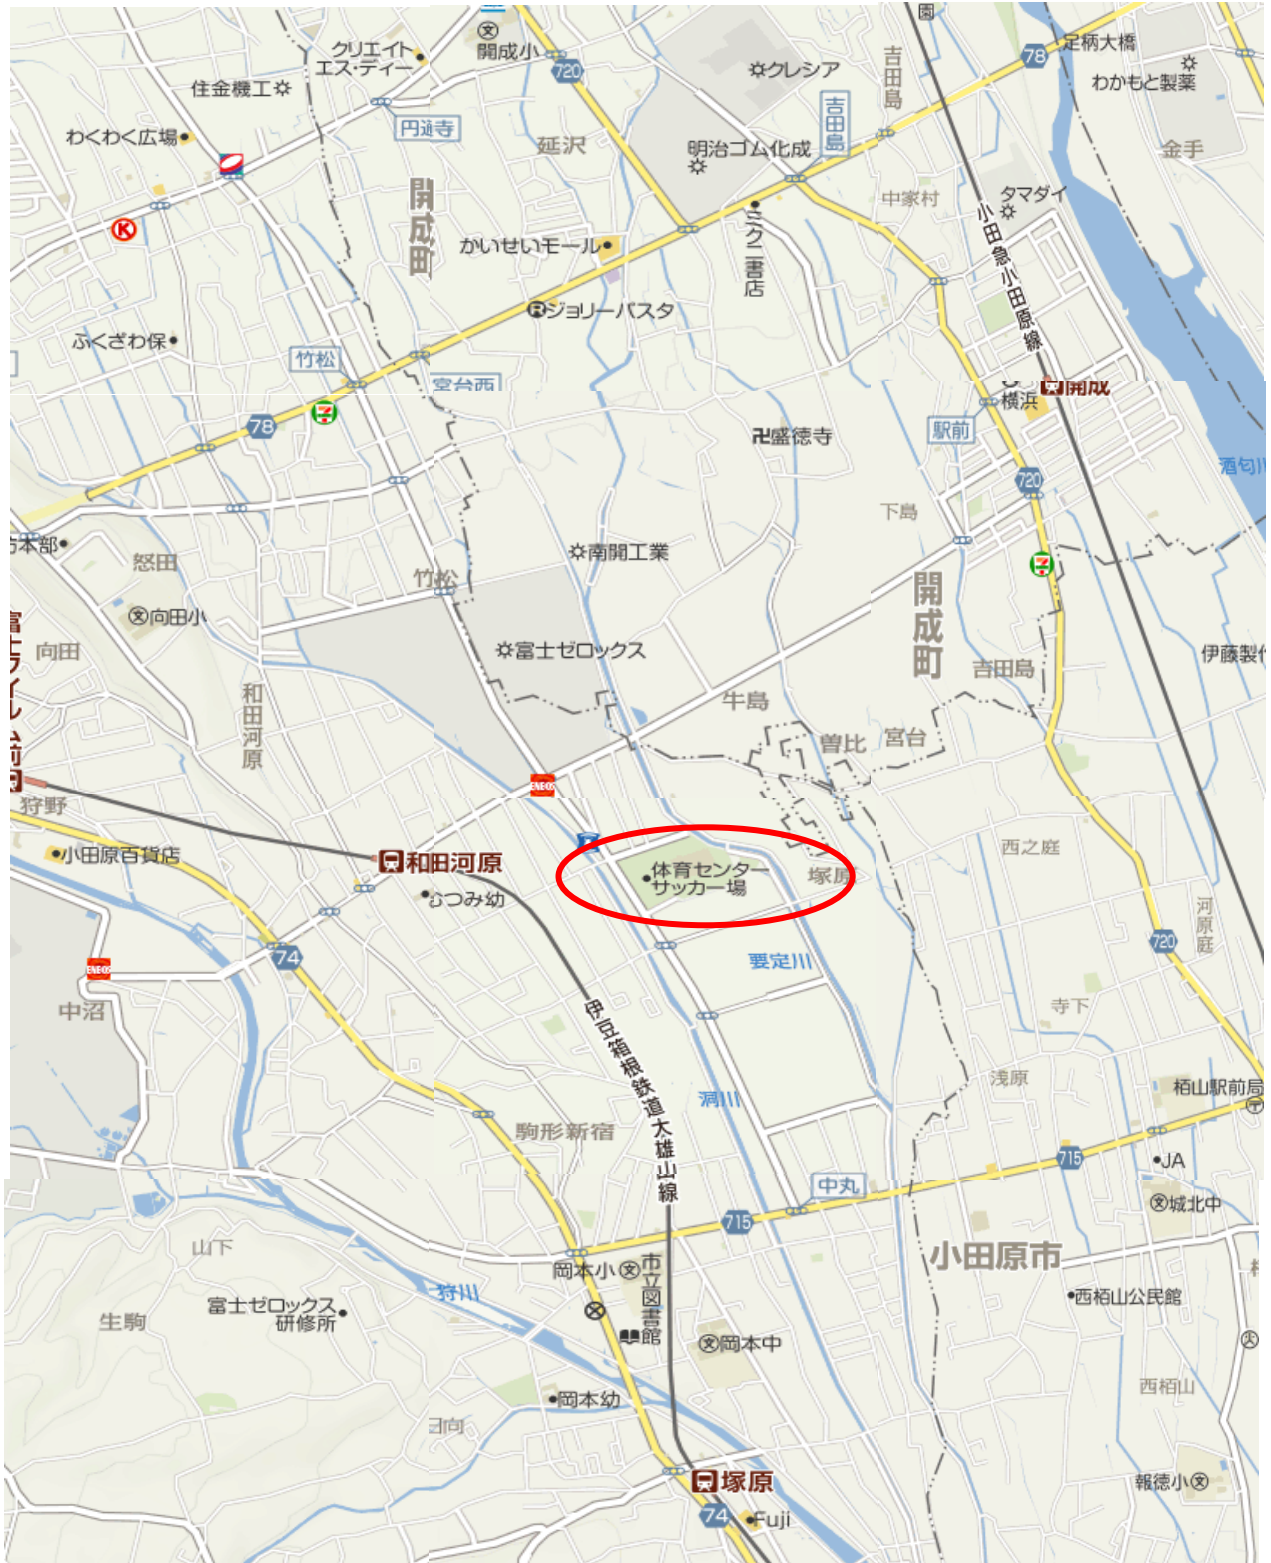 園
開成小
クリエイト
エス・ディー
720
クレシア
吉田島
78
足柄大橋
わかもと製薬
住金機工
円通寺
わくわく広場
延沢
明治ゴム化成
吉田島
金手
開成町
中家村
タマダイ
K
かいせいモール
ミクニ書店
小田急小田原線
ジョリーパスタ
ふくざわ保
竹松
宮台西
開成
横浜
78
盛徳寺
駅前
720
下島
南開工業
本部
怒田
竹松
向田小
開成町
富士ゼロックス
向田
吉田島
伊藤製
和田河原
牛島
曽比
宮台
ENEOS
狩野
小田原百貨店
和田河原
むつみ幼
体育センター
サッカー場
塚原
西之庭
河原庭
74
720
要定川
ENEOS
中沼
寺下
伊豆箱根鉄道大雄山線
浅原
栢山駅前局
洞川
駒形新宿
715
JA
中丸
城北中
715
山下
小田原市
岡本小
市立図書館
狩川
西栢山公民館
富士ゼロックス
研修所
生駒
岡本中
西栢山
岡本幼
日向
塚原
報徳小
74
Fuji